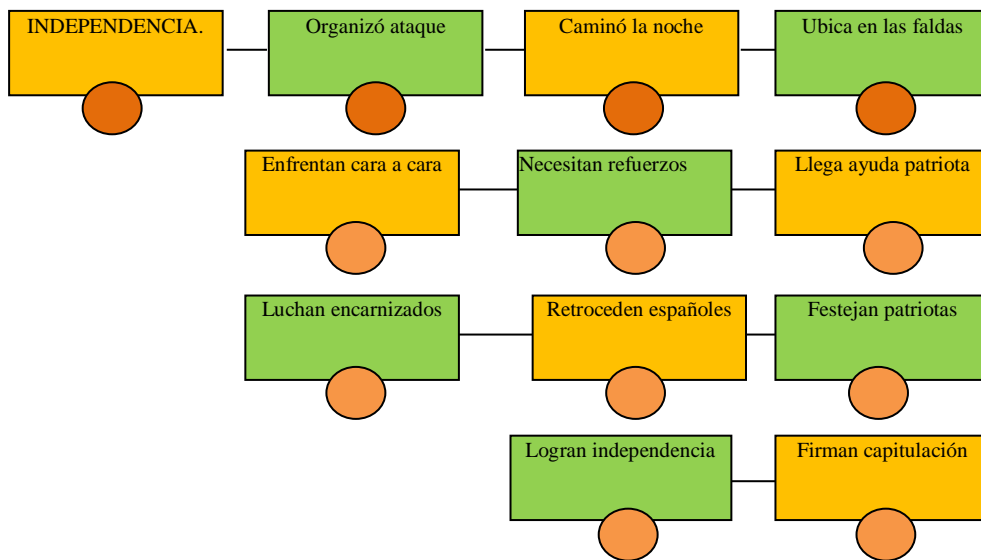 INDEPENDENCIA.
Organizó ataque
Caminó la noche
Ubica en las faldas
Enfrentan cara a cara
Necesitan refuerzos
Llega ayuda patriota
Luchan encarnizados
Retroceden españoles
Festejan patriotas
Logran independencia
Firman capitulación